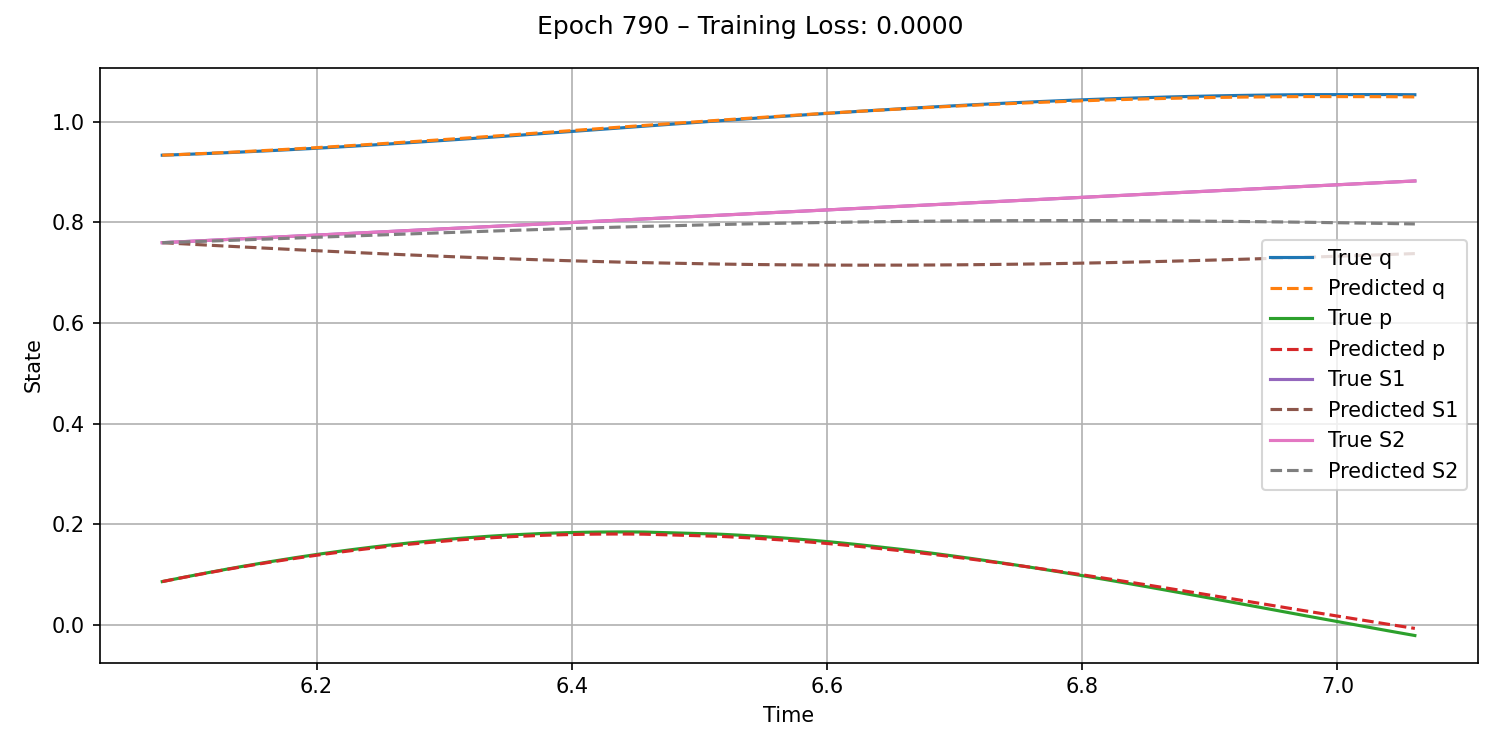 Epoch 790 – Training Loss: 0.0000
1.0
0.8
0.6
0.4
0.2
0.0
State
True q
Predicted q
True p
Predicted p
True S1
Predicted S1
True S2
Predicted S2
6.2 6.4 6.6 6.8 7.0
Time